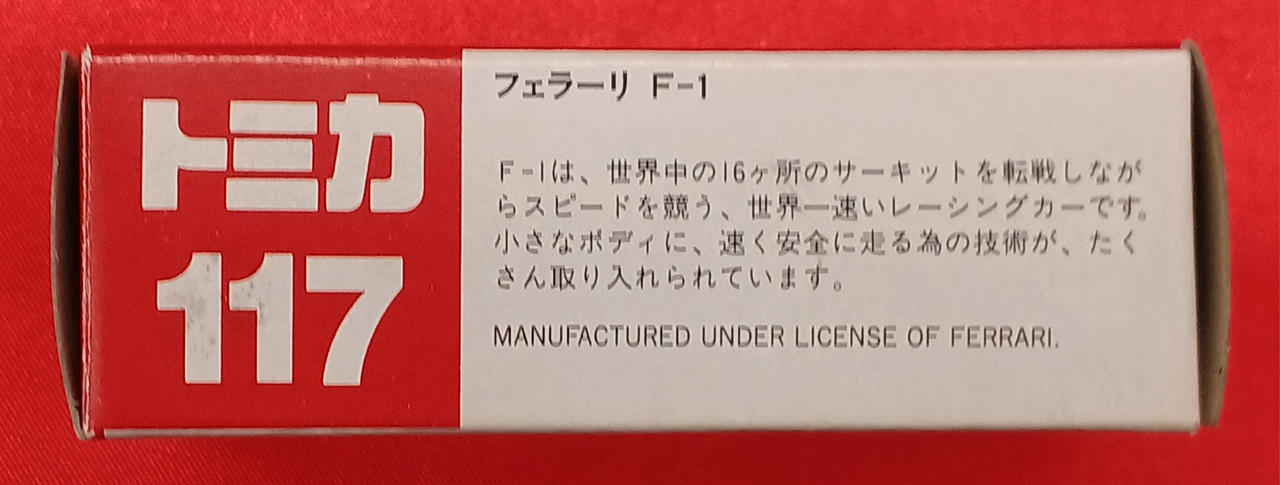 トミカ
117
フェラーリ F-1
F-1は、世界中の16ヶ所のサーキットを転戦しなが
らスピードを競う、世界一速いレーシングカーです。
小さなボディに、速く安全に走る為の技術が、たく
さん取り入れられています。
MANUFACTURED UNDER LICENSE OF FERRARI.